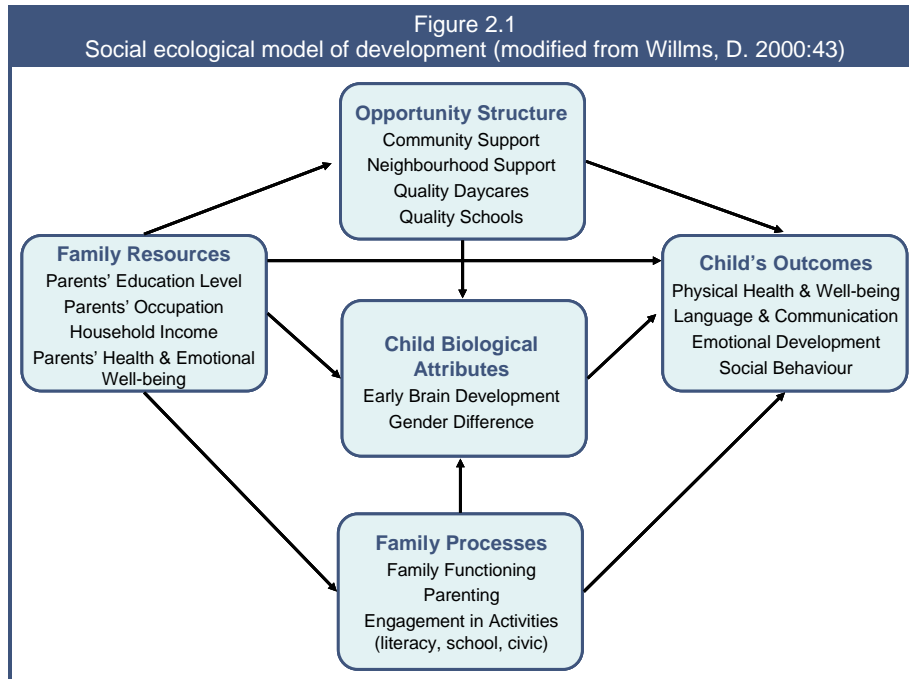 Figure 2.1
Social ecological model of development (modified from Willms, D. 2000:43)
Opportunity Structure
Community Support
Neighbourhood Support
Quality Daycares
Quality Schools
Family Resources
Parents’ Education Level
Parents’ Occupation
Household Income
Parents’ Health & Emotional
Well-being
Child Biological
Attributes
Early Brain Development
Gender Difference
Child’s Outcomes
Physical Health & Well-being
Language & Communication
Emotional Development
Social Behaviour
Family Processes
Family Functioning
Parenting
Engagement in Activities
(literacy, school, civic)